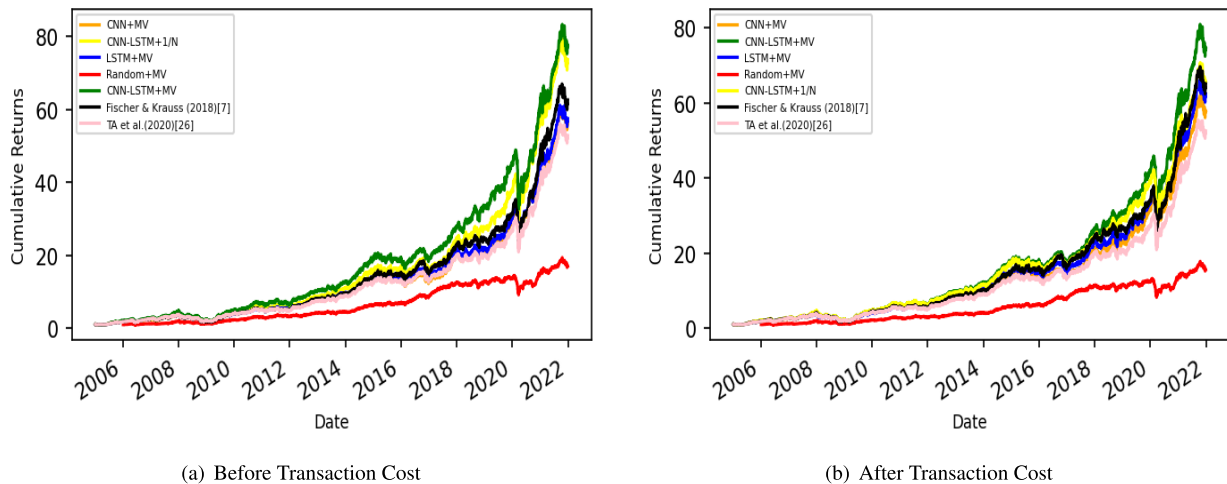 CNN+MV
CNN-LSTM+1/N
LSTM+MV
Random+MV
CNN-LSTM+MV
Fischer & Krauss (2018)[7]
TA et al.(2020)[26]
Cumulative Returns
80
60
40
20
0
2006 2008 2010 2012 2014 2016 2018 2020 2022
Date
(a) Before Transaction Cost
CNN+MV
CNN-LSTM+MV
LSTM+MV
Random+MV
CNN-LSTM+1/N
Fischer & Krauss (2018)[7]
TA et al.(2020)[26]
Cumulative Returns
80
60
40
20
0
2006 2008 2010 2012 2014 2016 2018 2020 2022
Date
(b) After Transaction Cost